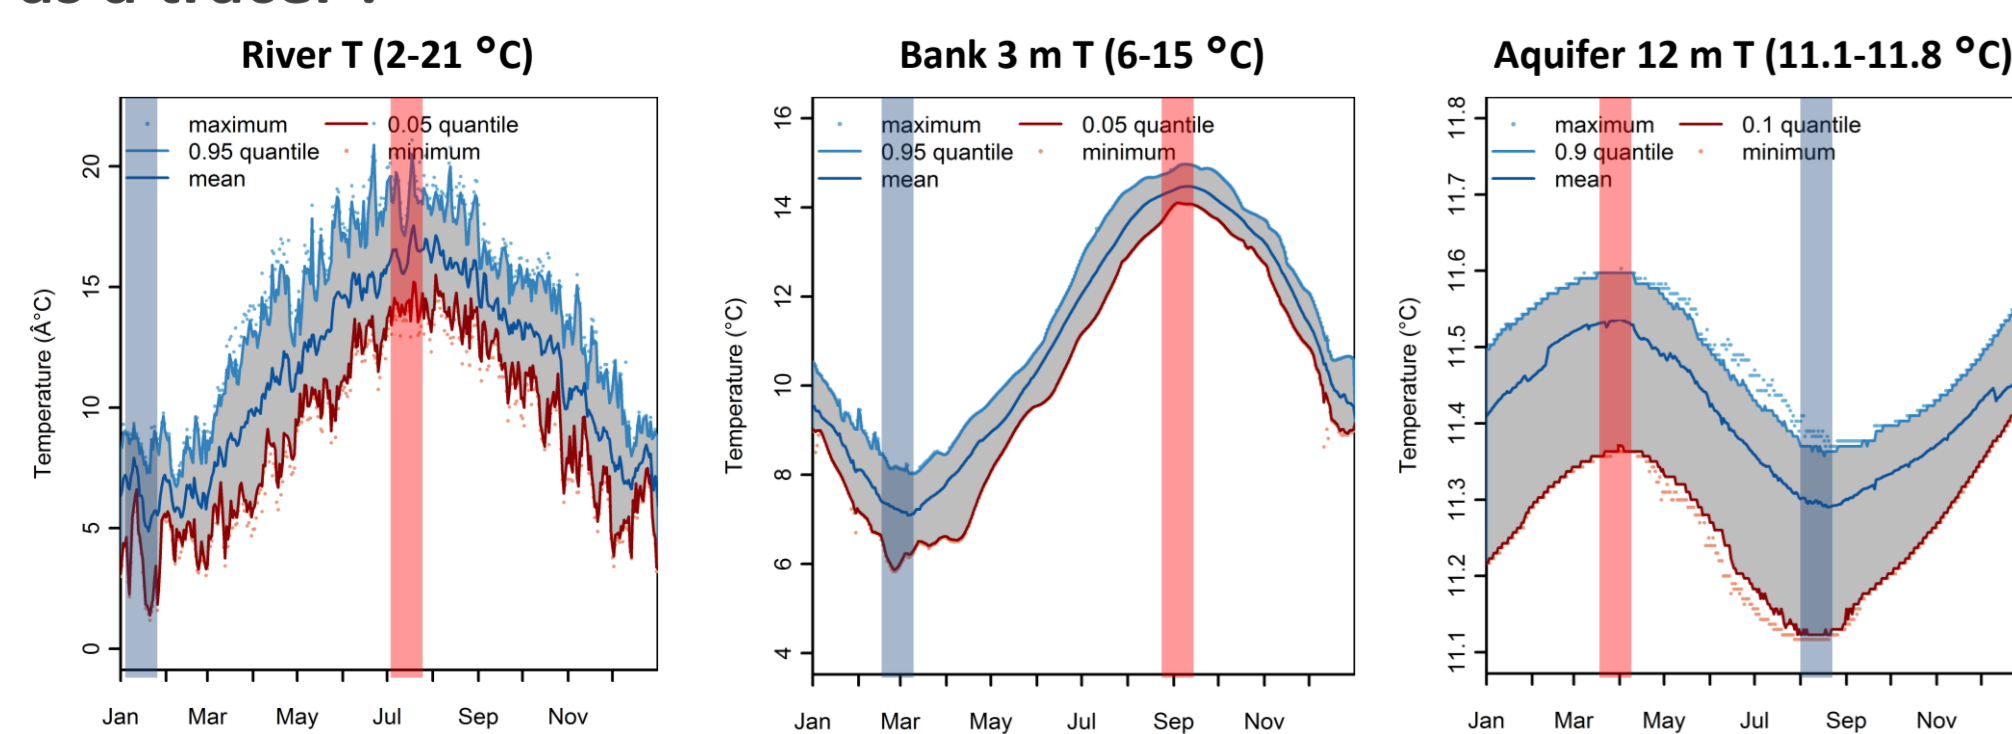 as a tracer ?
River T (2-21 °C)
Bank 3 m T (6-15 °C)
Aquifer 12 m T (11.1-11.8 °C)
maximum 0.05 quantile
0.95 quantile minimum
mean
Temperature (Â°C)
20
15
10
5
0
Jan Mar May Jul Sep Nov
maximum 0.05 quantile
0.95 quantile minimum
mean
Temperature (°C)
16
14
12
10
8
6
4
Jan Mar May Jul Sep Nov
maximum 0.1 quantile
0.9 quantile minimum
mean
Temperature (°C)
11.8
11.7
11.6
11.5
11.4
11.3
11.2
11.1
Jan Mar May Jul Sep Nov